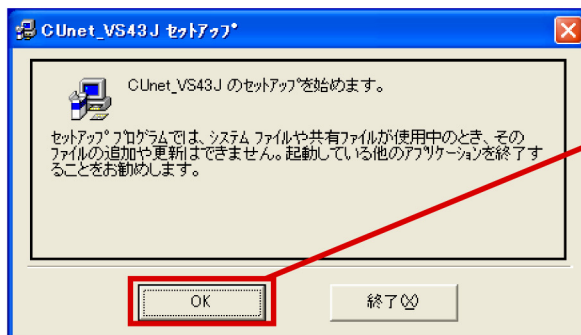 CUnet_VS43J ｾｯﾄｱｯﾌﾟ
CUnet_VS43J のｾｯﾄｱｯﾌﾟを始めます。
ｾｯﾄｱｯﾌﾟ ﾌﾟﾛｸﾞﾗﾑでは、ｼｽﾃﾑ ﾌｧｲﾙや共有ﾌｧｲﾙが使用中のとき、その
ﾌｧｲﾙの追加や更新はできません。起動している他のｱﾌﾟﾘｹｰｼｮﾝを終了す
ることをお勧めします。
OK
終了(X)